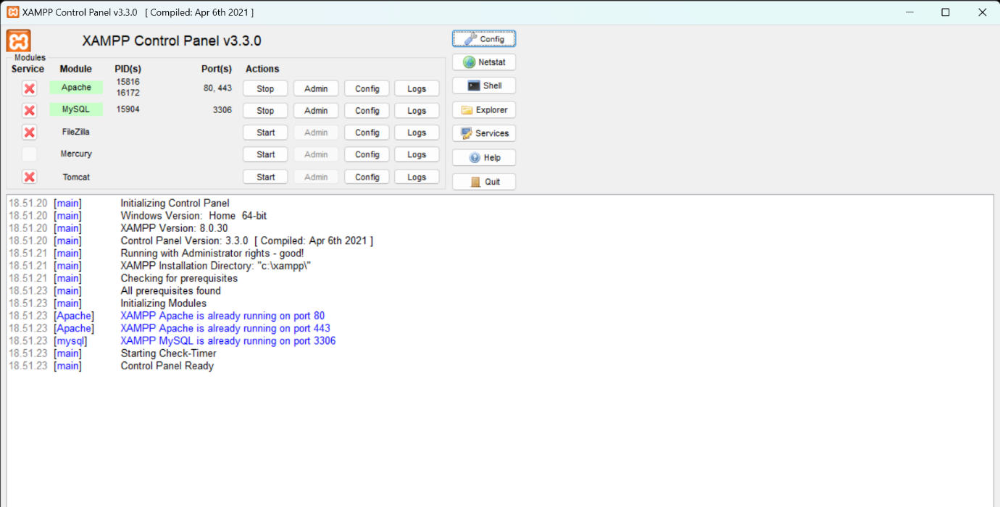 XAMPP Control Panel v3.3.0 [ Compiled: Apr 6th 2021 ]
XAMPP Control Panel v3.3.0
Config
Modules
Service Module PID(s) Port(s) Actions
Netstat
Apache 15816 16172 80, 443 Stop Admin Config Logs
Shell
MySQL 15904 3306 Stop Admin Config Logs
Explorer
FileZilla Start Admin Config Logs
Services
Mercury Start Admin Config Logs
Help
Tomcat Start Admin Config Logs
Quit
18.51.20 [main] Initializing Control Panel
18.51.20 [main] Windows Version: Home 64-bit
18.51.20 [main] XAMPP Version: 8.0.30
18.51.20 [main] Control Panel Version: 3.3.0 [ Compiled: Apr 6th 2021 ]
18.51.21 [main] Running with Administrator rights - good!
18.51.21 [main] XAMPP Installation Directory: "c:\xampp\"
18.51.21 [main] Checking for prerequisites
18.51.23 [main] All prerequisites found
18.51.23 [main] Initializing Modules
18.51.23 [Apache] XAMPP Apache is already running on port 80
18.51.23 [Apache] XAMPP Apache is already running on port 443
18.51.23 [mysql] XAMPP MySQL is already running on port 3306
18.51.23 [main] Starting Check-Timer
18.51.23 [main] Control Panel Ready